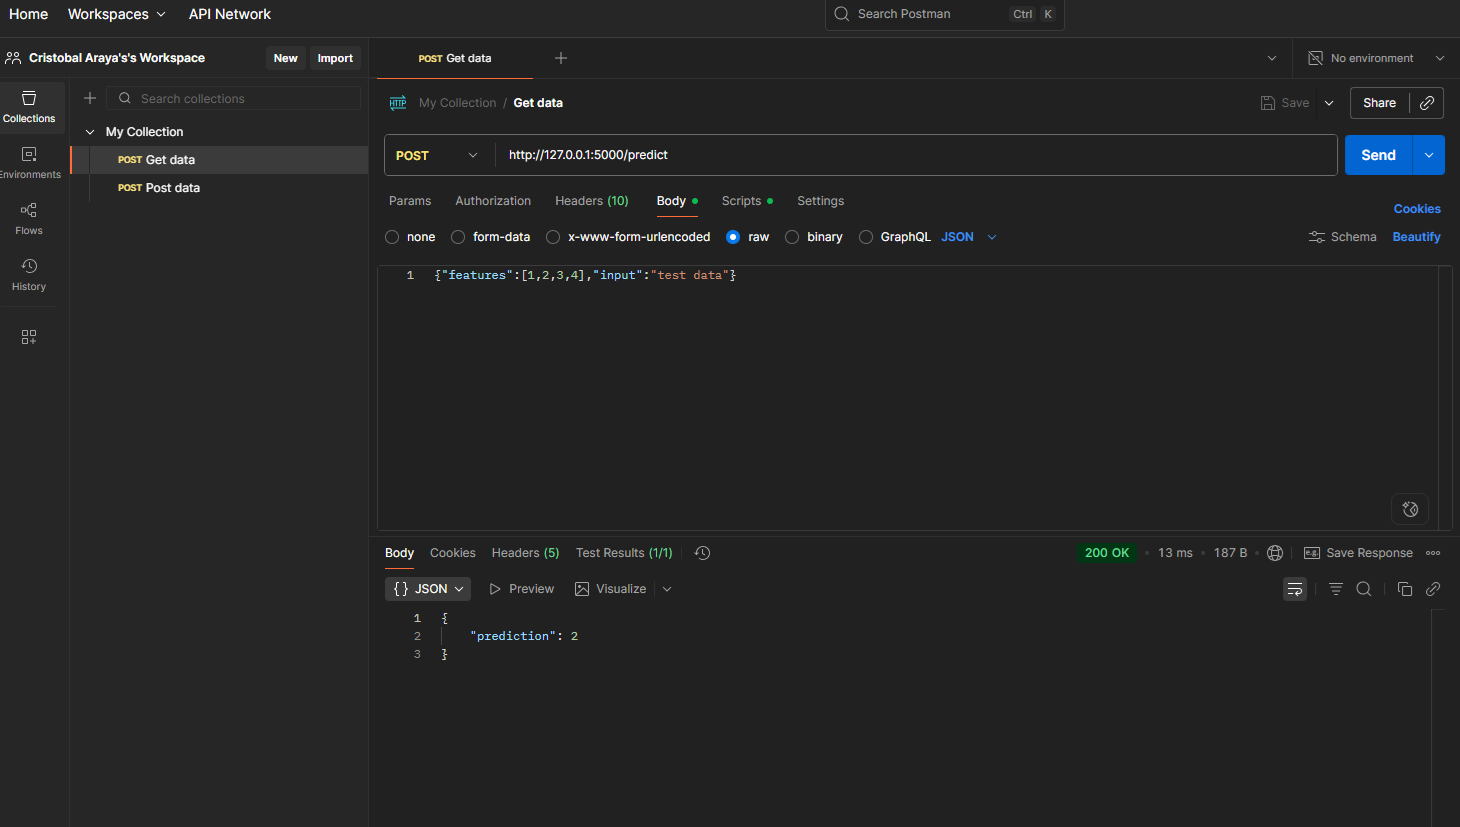 Home Workspaces API Network Search Postman Ctrl K
Cristobal Araya's's Workspace New Import POST Get data No environment
Search collections My Collection / Get data Save Share
Collections
My Collection
POST Get data
POST Post data
Environments
Flows
History
POST http://127.0.0.1:5000/predict Send
Params Authorization Headers (10) Body Scripts Settings Cookies
none form-data x-www-form-urlencoded raw binary GraphQL JSON Schema Beautify
1 {"features":[1,2,3,4],"input":"test data"}
Body Cookies Headers (5) Test Results (1/1) 200 OK 13 ms 187 B e.g. Save Response
{} JSON Preview Visualize
1 {
2 "prediction": 2
3 }